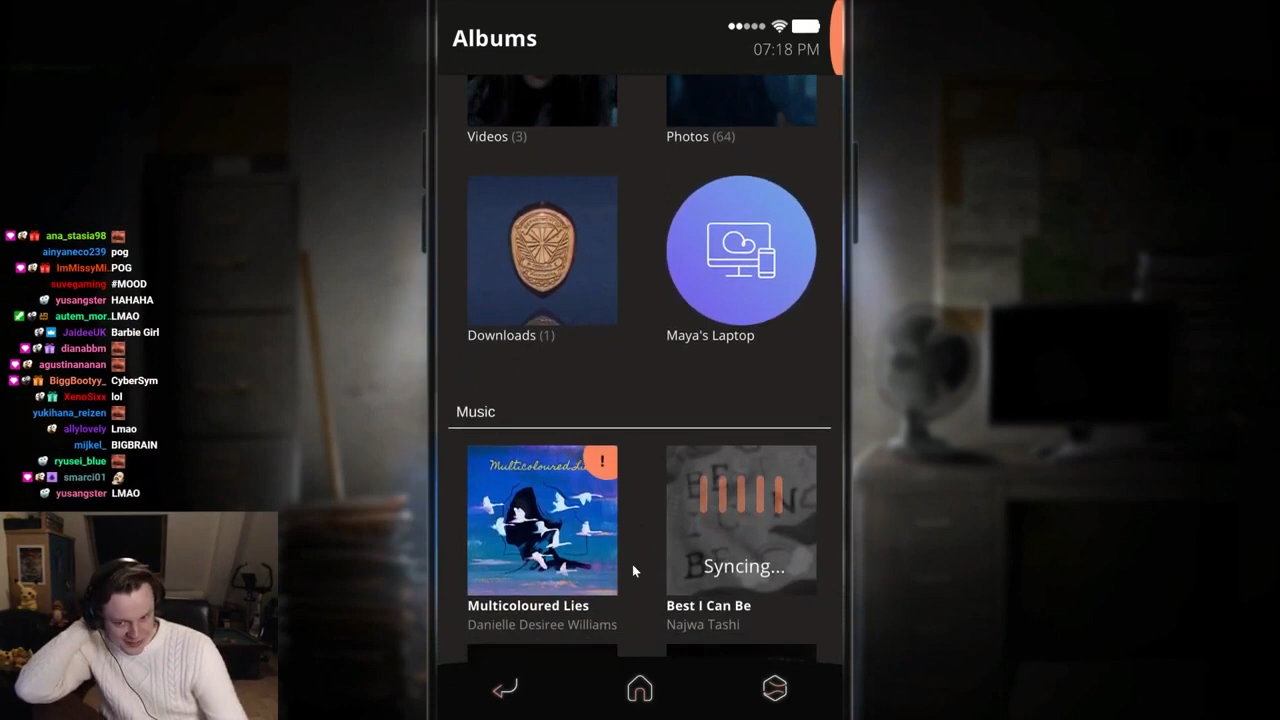 Albums
07:18 PM
Videos (3)
Photos (64)
Downloads (1)
Maya's Laptop
Music
Multicoloured
!
Syncing...
Multicoloured Lies
Danielle Desiree Williams
Best I Can Be
Najwa Tashi
ana_stasia98
ainyaneco239 pog
ImMissyMi.. POG
suvegaming #MOOD
yusangster HAHAHA
autem_mor.. LMAO
JaideeUK Barbie Girl
dianabbm
agustinananan
BiggBootyy_ CyberSym
XenoSixx lol
yukihana_reizen
allylovely Lmao
mijkel_ BIGBRAIN
ryusei_blue
smarci01
yusangster LMAO